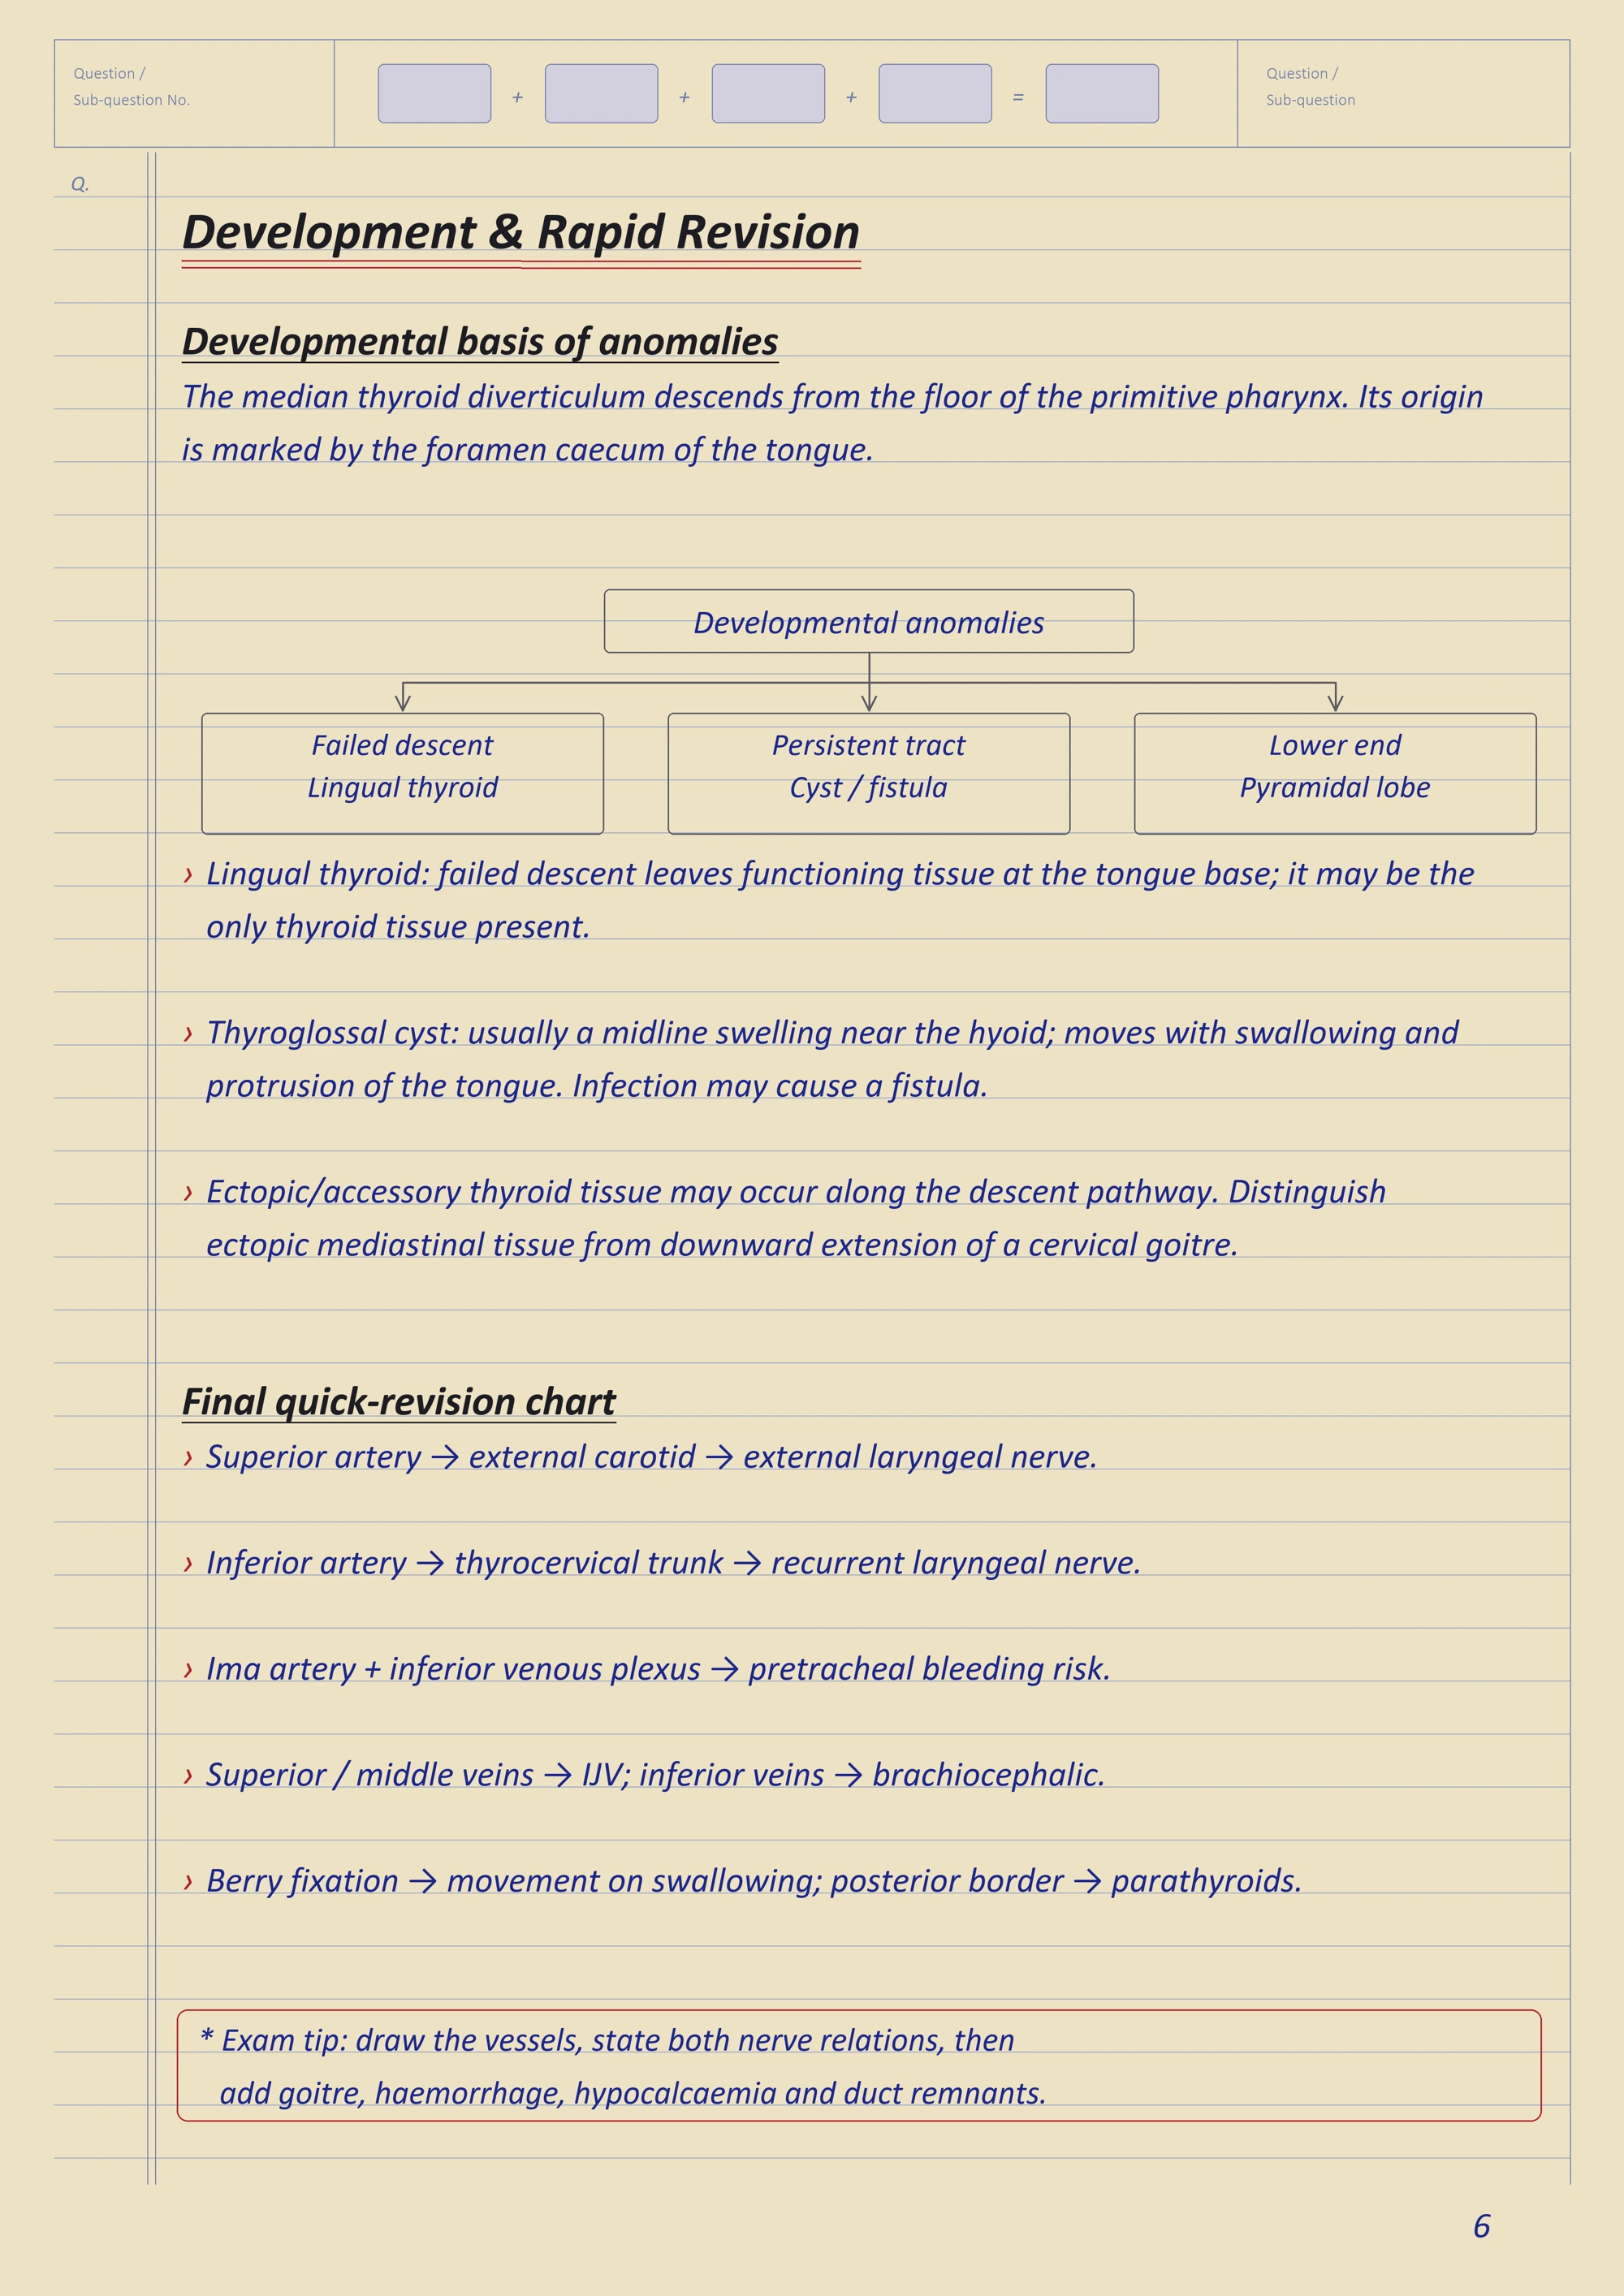 Question /
Sub-question No.
+ + + =
Question /
Sub-question
Q.
Development & Rapid Revision
Developmental basis of anomalies
The median thyroid diverticulum descends from the floor of the primitive pharynx. Its origin
is marked by the foramen caecum of the tongue.
Developmental anomalies
Failed descent
Lingual thyroid
Persistent tract
Cyst / fistula
Lower end
Pyramidal lobe
› Lingual thyroid: failed descent leaves functioning tissue at the tongue base; it may be the
only thyroid tissue present.
› Thyroglossal cyst: usually a midline swelling near the hyoid; moves with swallowing and
protrusion of the tongue. Infection may cause a fistula.
› Ectopic/accessory thyroid tissue may occur along the descent pathway. Distinguish
ectopic mediastinal tissue from downward extension of a cervical goitre.
Final quick-revision chart
› Superior artery → external carotid → external laryngeal nerve.
› Inferior artery → thyrocervical trunk → recurrent laryngeal nerve.
› Ima artery + inferior venous plexus → pretracheal bleeding risk.
› Superior / middle veins → IJV; inferior veins → brachiocephalic.
› Berry fixation → movement on swallowing; posterior border → parathyroids.
* Exam tip: draw the vessels, state both nerve relations, then
add goitre, haemorrhage, hypocalcaemia and duct remnants.
6